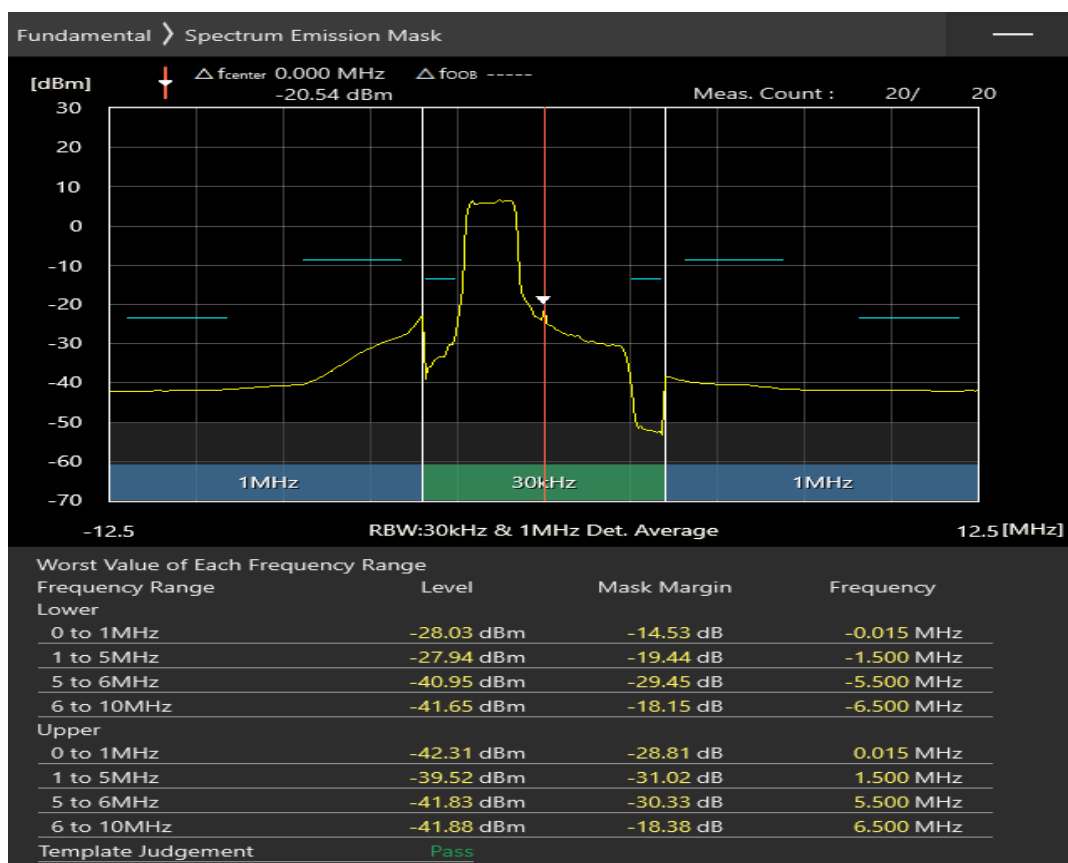 Fundamental ❯ Spectrum Emission Mask
[dBm] △ fcenter 0.000 MHz △ fOOB -----
-20.54 dBm Meas. Count : 20/ 20
30
20
10
0
-10
-20
-30
-40
-50
-60
1MHz 30kHz 1MHz
-70
-12.5 RBW:30kHz & 1MHz Det. Average 12.5 [MHz]
Worst Value of Each Frequency Range
Frequency Range Level Mask Margin Frequency
Lower
0 to 1MHz -28.03 dBm -14.53 dB -0.015 MHz
1 to 5MHz -27.94 dBm -19.44 dB -1.500 MHz
5 to 6MHz -40.95 dBm -29.45 dB -5.500 MHz
6 to 10MHz -41.65 dBm -18.15 dB -6.500 MHz
Upper
0 to 1MHz -42.31 dBm -28.81 dB 0.015 MHz
1 to 5MHz -39.52 dBm -31.02 dB 1.500 MHz
5 to 6MHz -41.83 dBm -30.33 dB 5.500 MHz
6 to 10MHz -41.88 dBm -18.38 dB 6.500 MHz
Template Judgement Pass